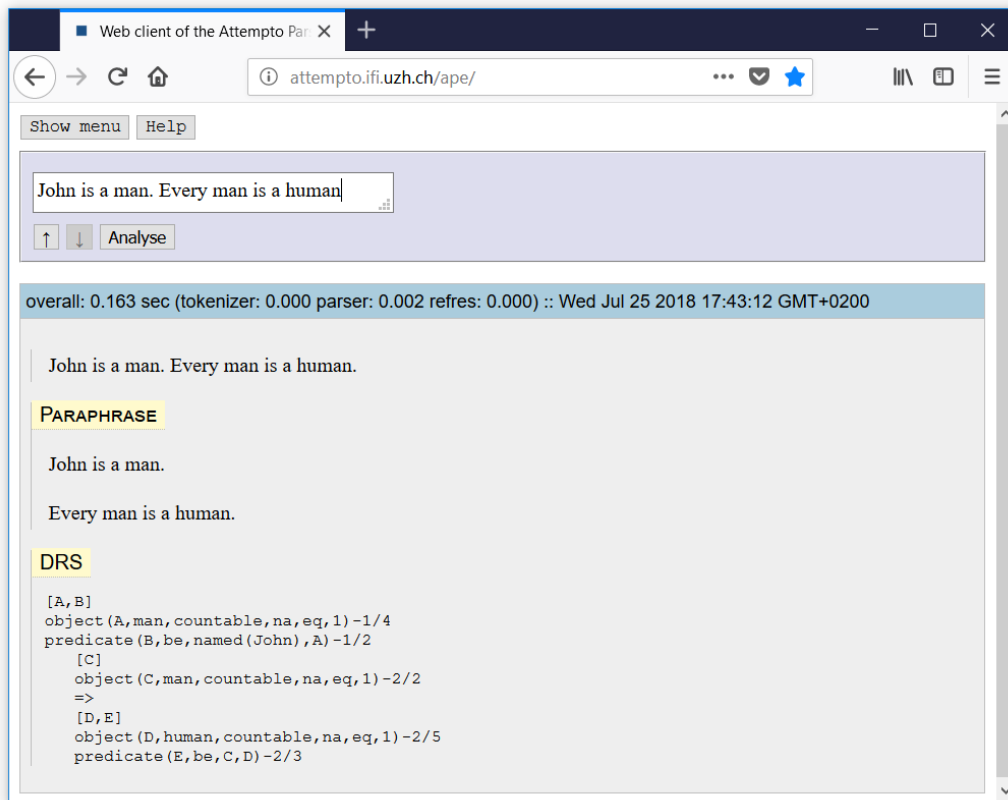 Web client of the Attempto Par
attempto.ifi.uzh.ch/ape/
Show menu Help
John is a man. Every man is a human
↑ ↓ Analyse
overall: 0.163 sec (tokenizer: 0.000 parser: 0.002 refres: 0.000) :: Wed Jul 25 2018 17:43:12 GMT+0200
John is a man. Every man is a human.
PARAPHRASE
John is a man.
Every man is a human.
DRS
[A,B]
object(A,man,countable,na,eq,1)-1/4
predicate(B,be,named(John),A)-1/2
[C]
object(C,man,countable,na,eq,1)-2/2
=>
[D,E]
object(D,human,countable,na,eq,1)-2/5
predicate(E,be,C,D)-2/3